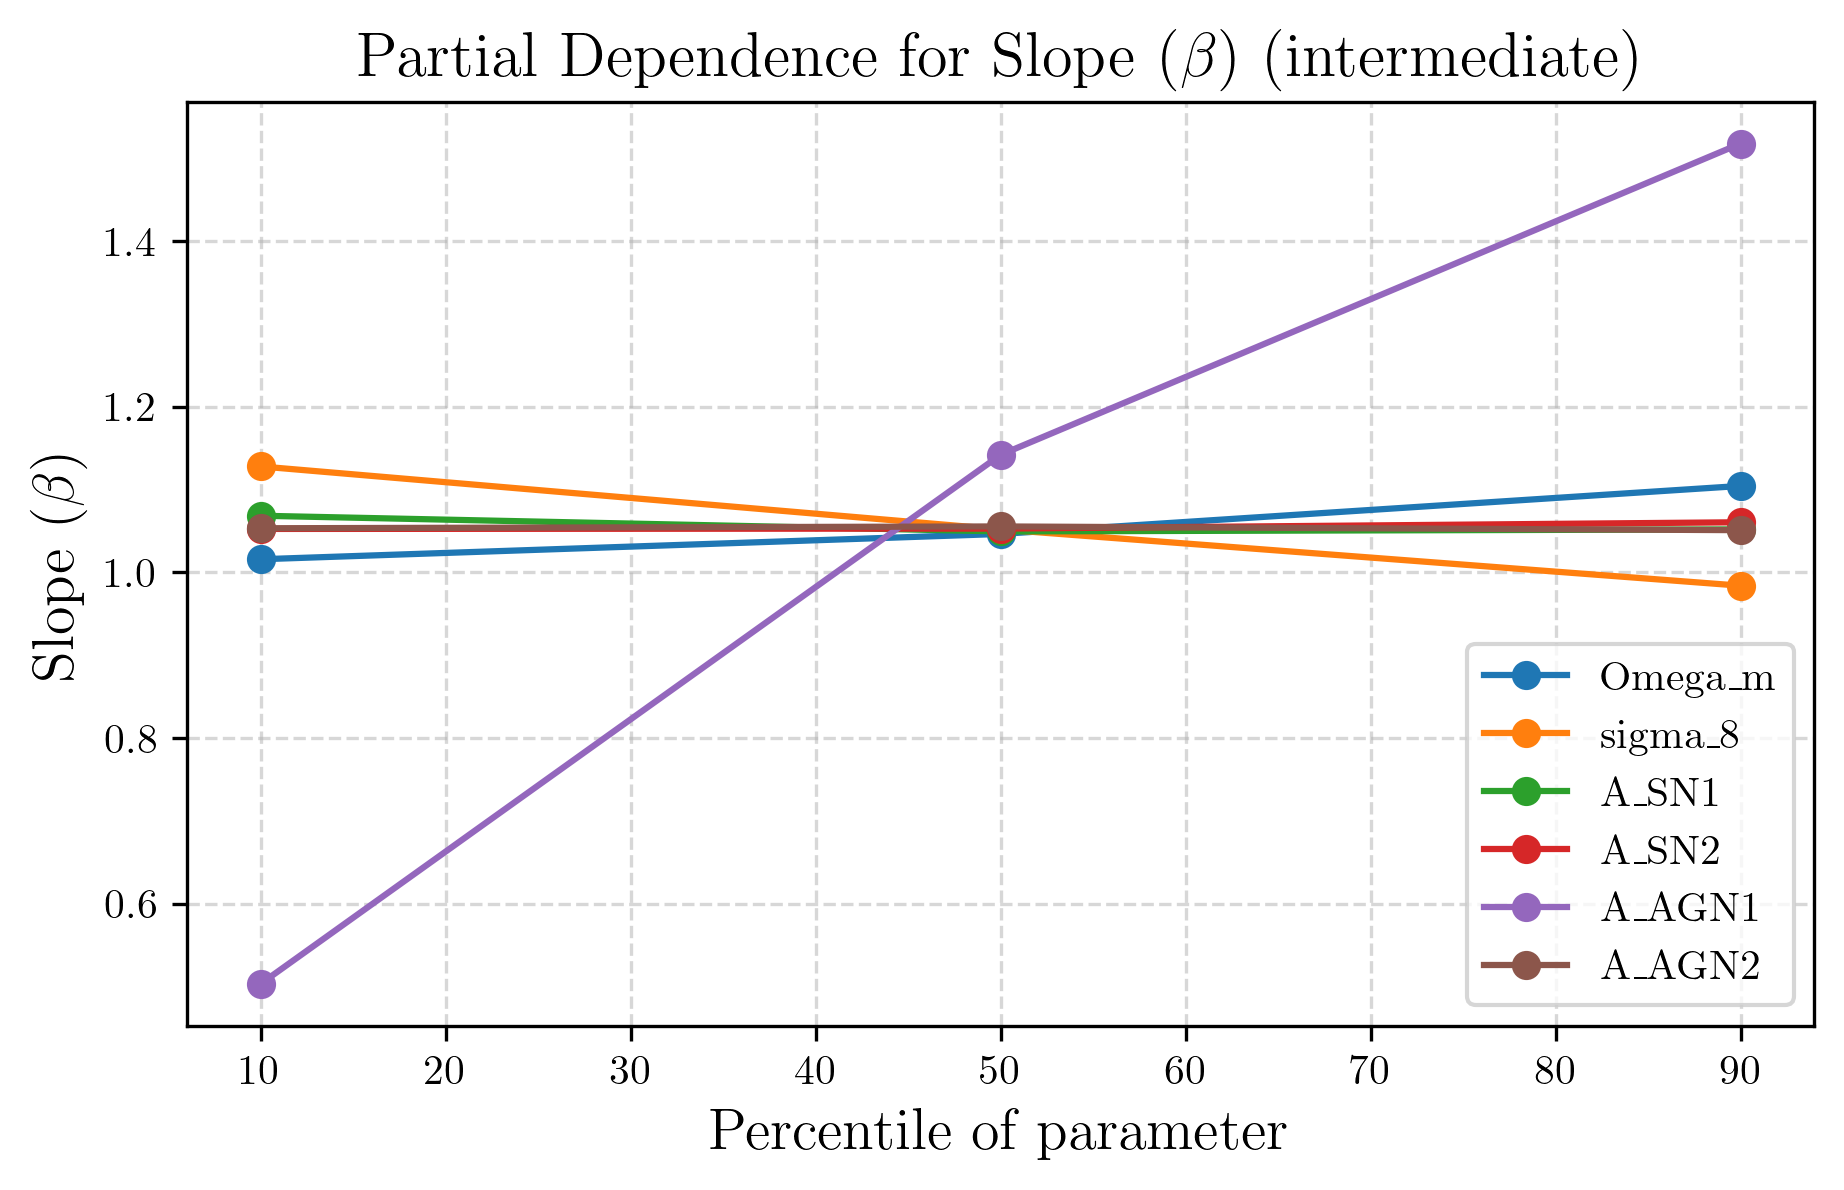 Partial Dependence for Slope (β) (intermediate)
Slope (β)
1.4
1.2
1.0
0.8
0.6
10 20 30 40 50 60 70 80 90
Percentile of parameter
Omega_m
sigma_8
A_SN1
A_SN2
A_AGN1
A_AGN2